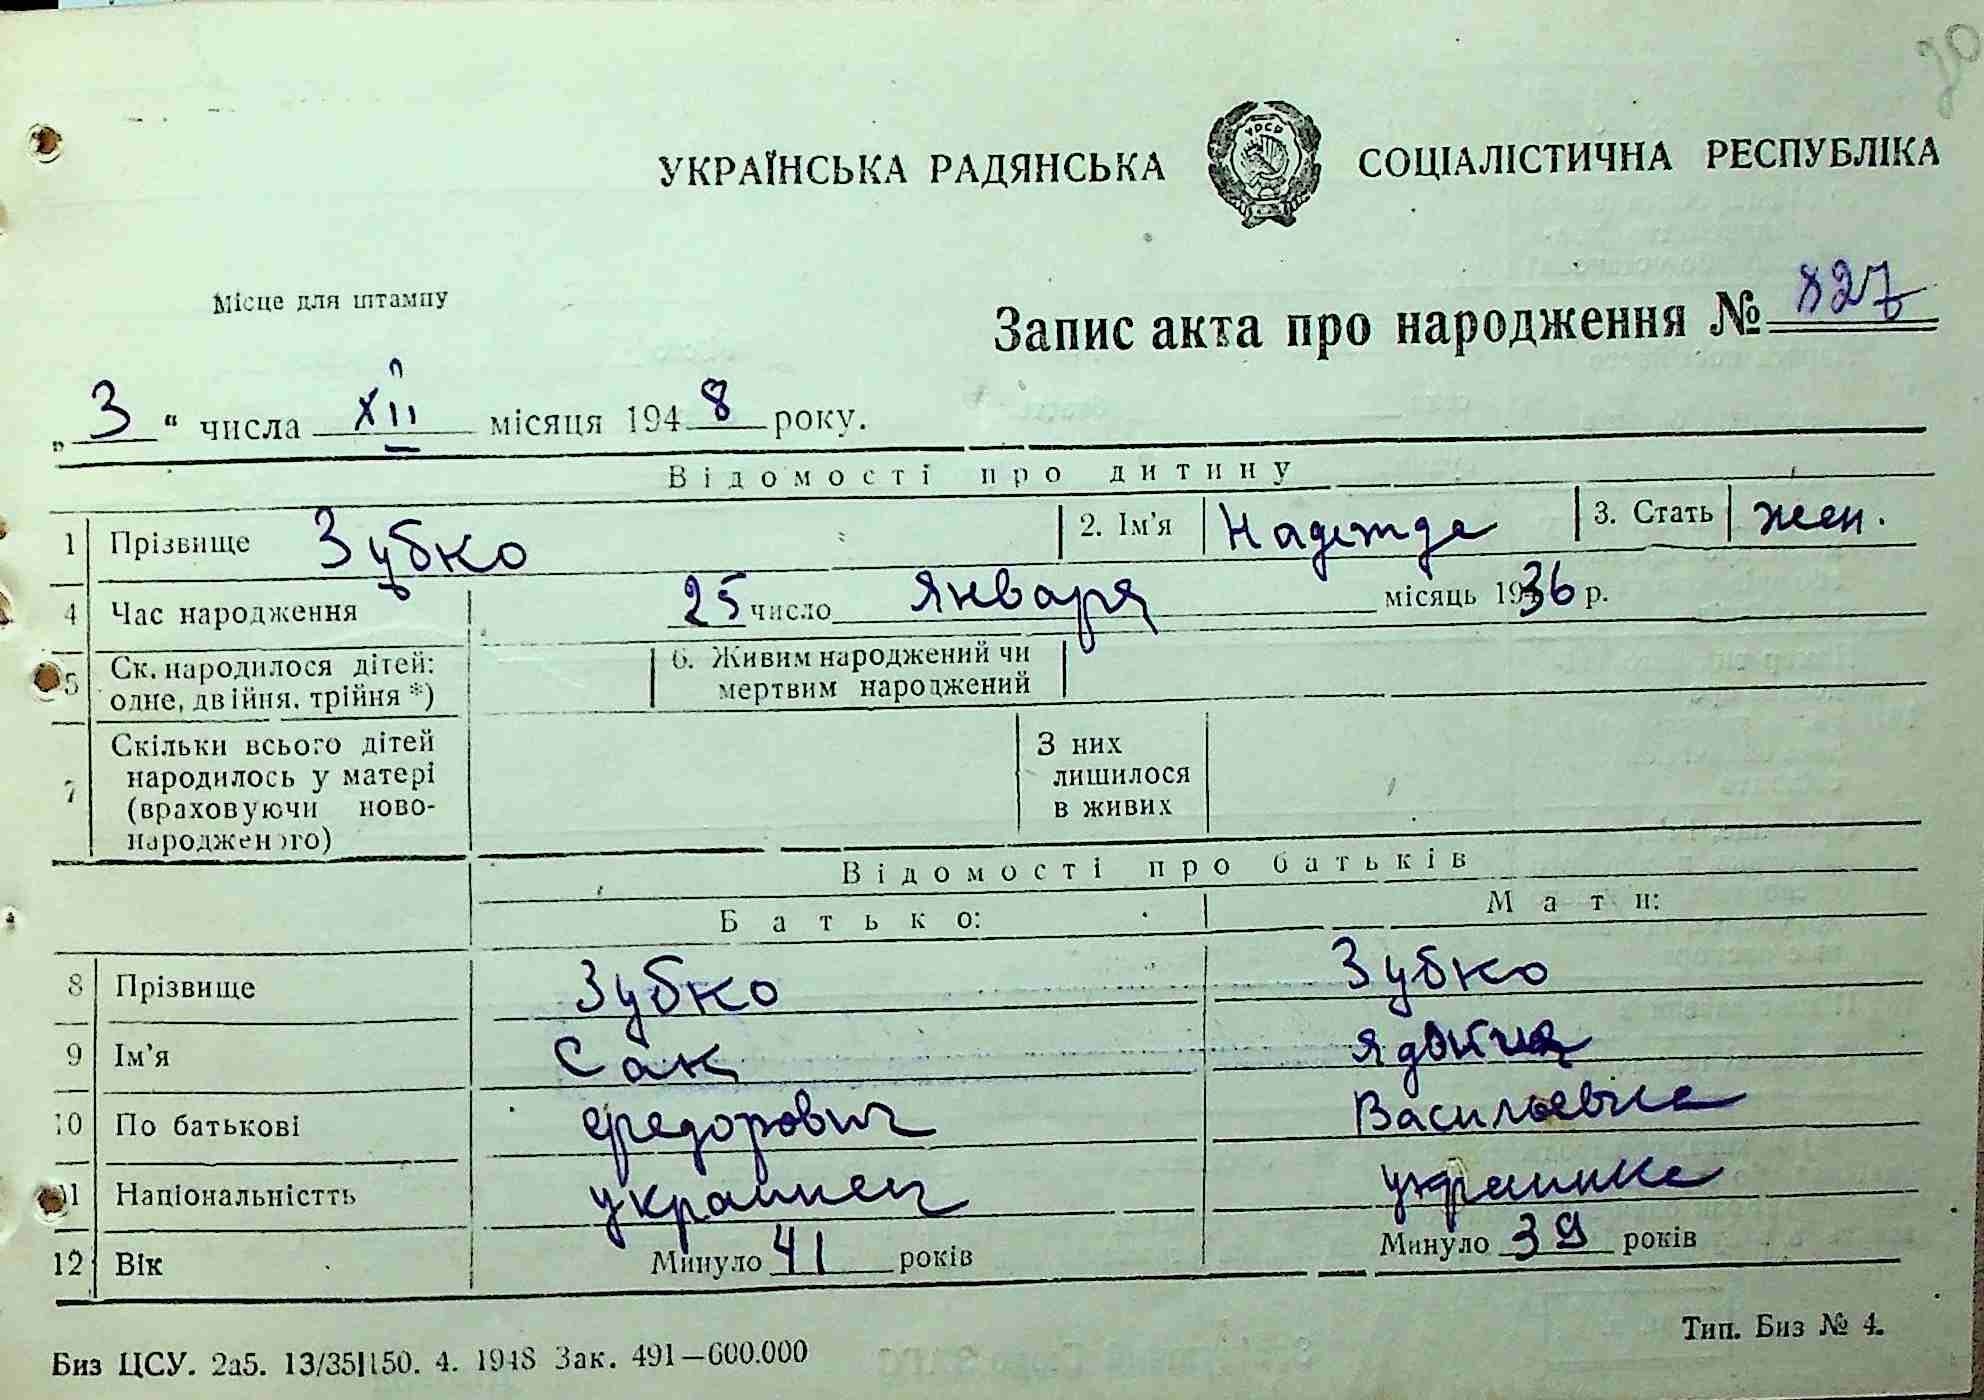 УКРАЇНСЬКА РАДЯНСЬКА СОЦІАЛІСТИЧНА РЕСПУБЛІКА
УРСР
Місце для штампу
Запис акта про народження № 827
„ 3 “ числа XII місяця 1948 року.
Відомості про дитину
1 Прізвище Зубко 2. Ім’я Надежда 3. Стать жен.
4 Час народження 25 число января місяць 1936 р.
5 Ск. народилося дітей: одне, двійня, трійня *) 6. Живим народжений чи мертвим народжений
7 Скільки всього дітей народилось у матері (враховуючи ново-народженого) З них лишилося в живих
Відомості про батьків
Батько: Мати:
8 Прізвище Зубко Зубко
9 Ім’я Сак
10 По батькові Федорович Васильевна
11 Національністть украинец украинка
12 Вік Минуло 41 років Минуло 39 років
Биз ЦСУ. 2а5. 13/35|150. 4. 1948 Зак. 491—600.000 Тип. Биз № 4.